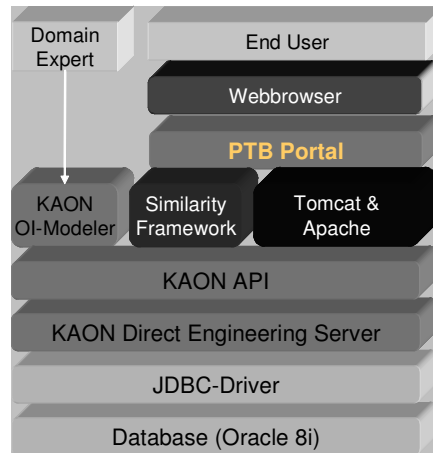 Domain
Expert
End User
Webbrowser
PTB Portal
KAON
OI-Modeler
Similarity
Framework
Tomcat &
Apache
KAON API
KAON Direct Engineering Server
JDBC-Driver
Database (Oracle 8i)